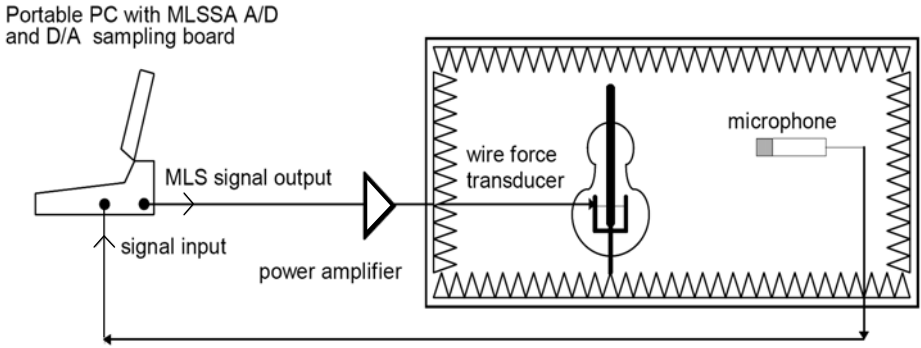 Portable PC with MLSSA A/D
and D/A sampling board
microphone
wire force
transducer
MLS signal output
signal input
power amplifier